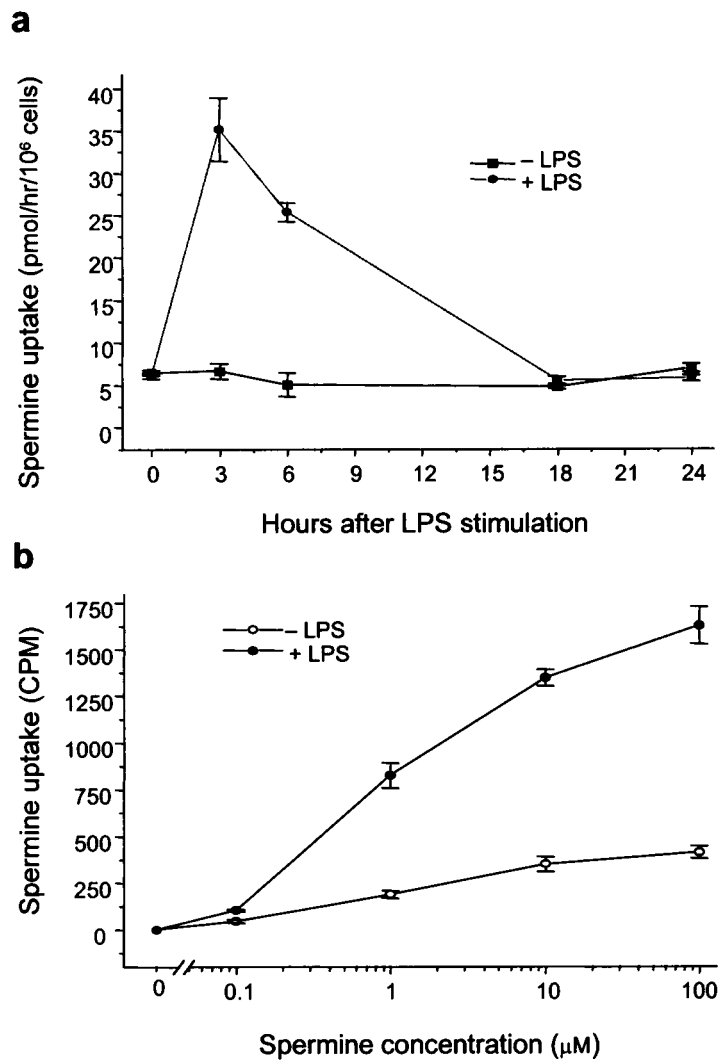 a
Spermine uptake (pmol/hr/10⁶ cells)
40
35
30
25
20
15
10
5
0
– LPS
+ LPS
0 3 6 9 12 15 18 21 24
Hours after LPS stimulation
b
Spermine uptake (CPM)
1750
1500
1250
1000
750
500
250
0
– LPS
+ LPS
0 0.1 1 10 100
Spermine concentration (μM)